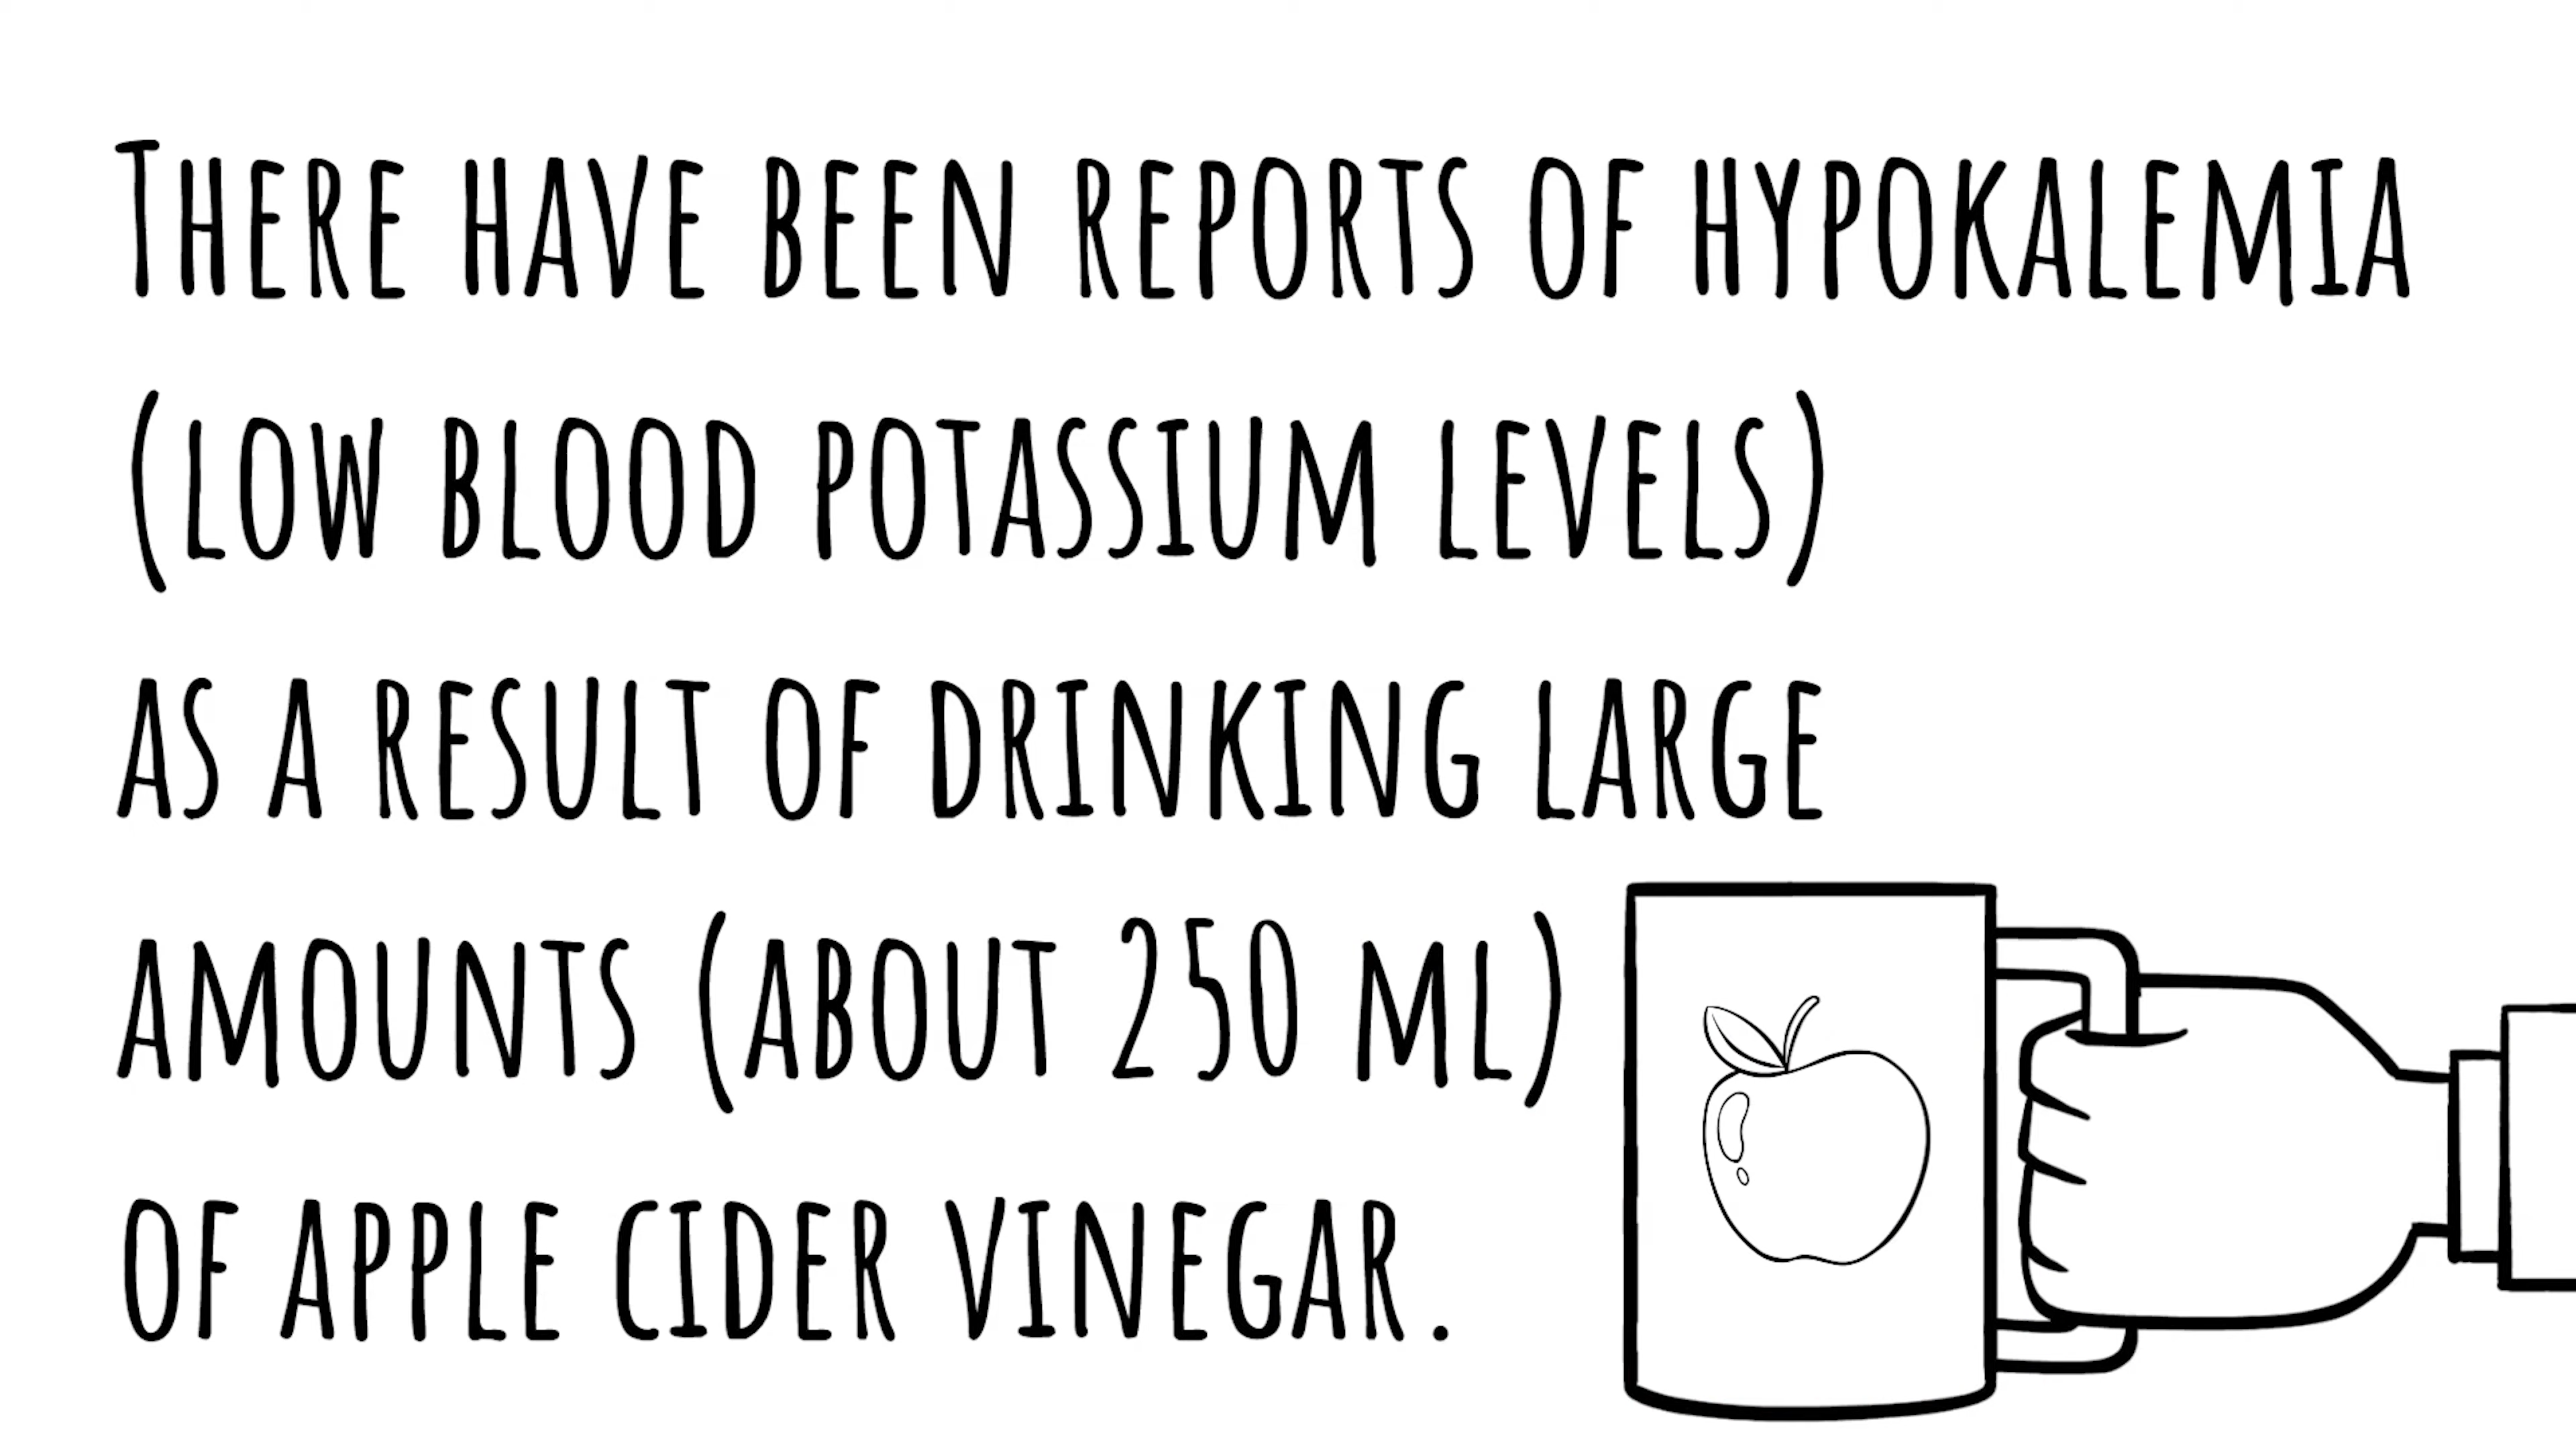 There have been reports of hypokalemia
(low blood potassium levels)
as a result of drinking large
amounts (about 250 ml)
of apple cider vinegar.